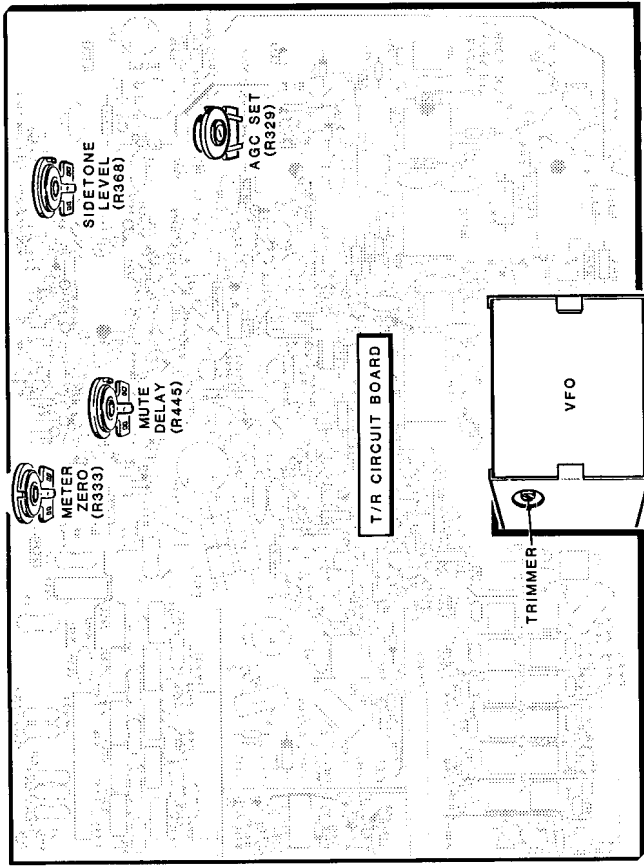 METER
ZERO
(R333)
SIDETONE
LEVEL
(R368)
MUTE
DELAY
(R445)
AGC SET
(R329)
T/R CIRCUIT BOARD
TRIMMER
VFO